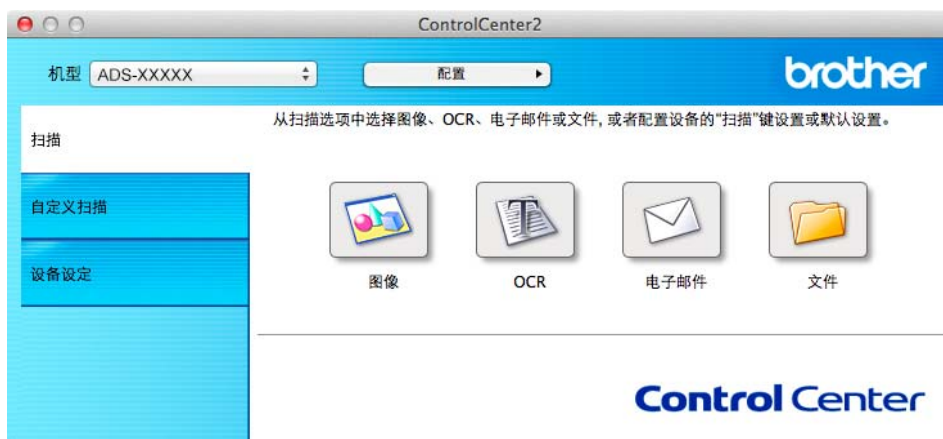 ControlCenter2
机型 ADS-XXXXX 配置 brother
从扫描选项中选择图像、OCR、电子邮件或文件, 或者配置设备的“扫描”键设置或默认设置。
扫描
自定义扫描
设备设定
图像 OCR 电子邮件 文件
Control Center